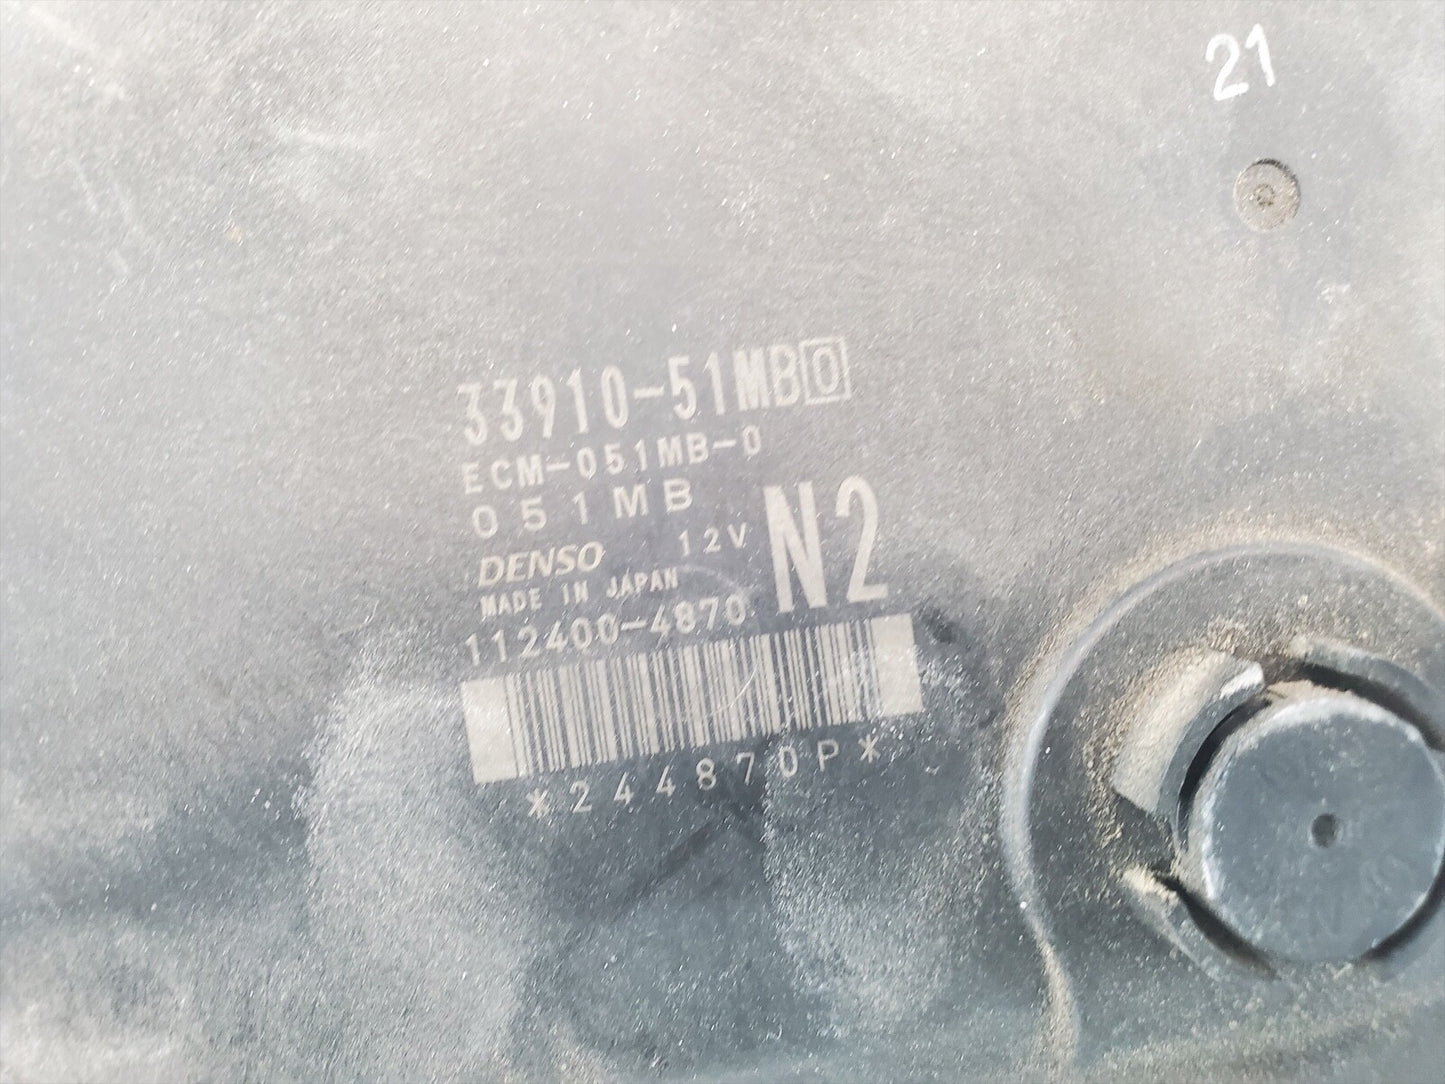 21
33910-51MB0
ECM-051MB-0
051MB
DENSO 12V N2
MADE IN JAPAN
112400-4870
*244870P*